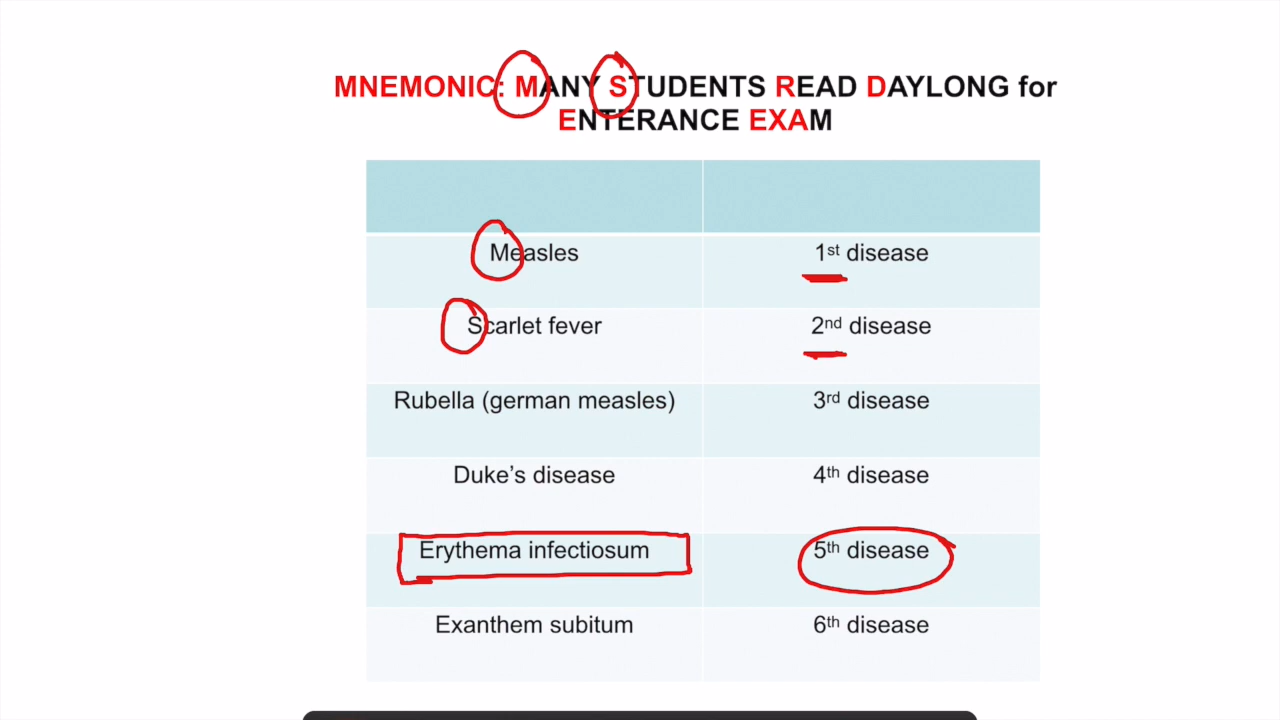 MNEMONIC: MANY STUDENTS READ DAYLONG for
ENTERANCE EXAM
Measles 1st disease
Scarlet fever 2nd disease
Rubella (german measles) 3rd disease
Duke’s disease 4th disease
Erythema infectiosum 5th disease
Exanthem subitum 6th disease